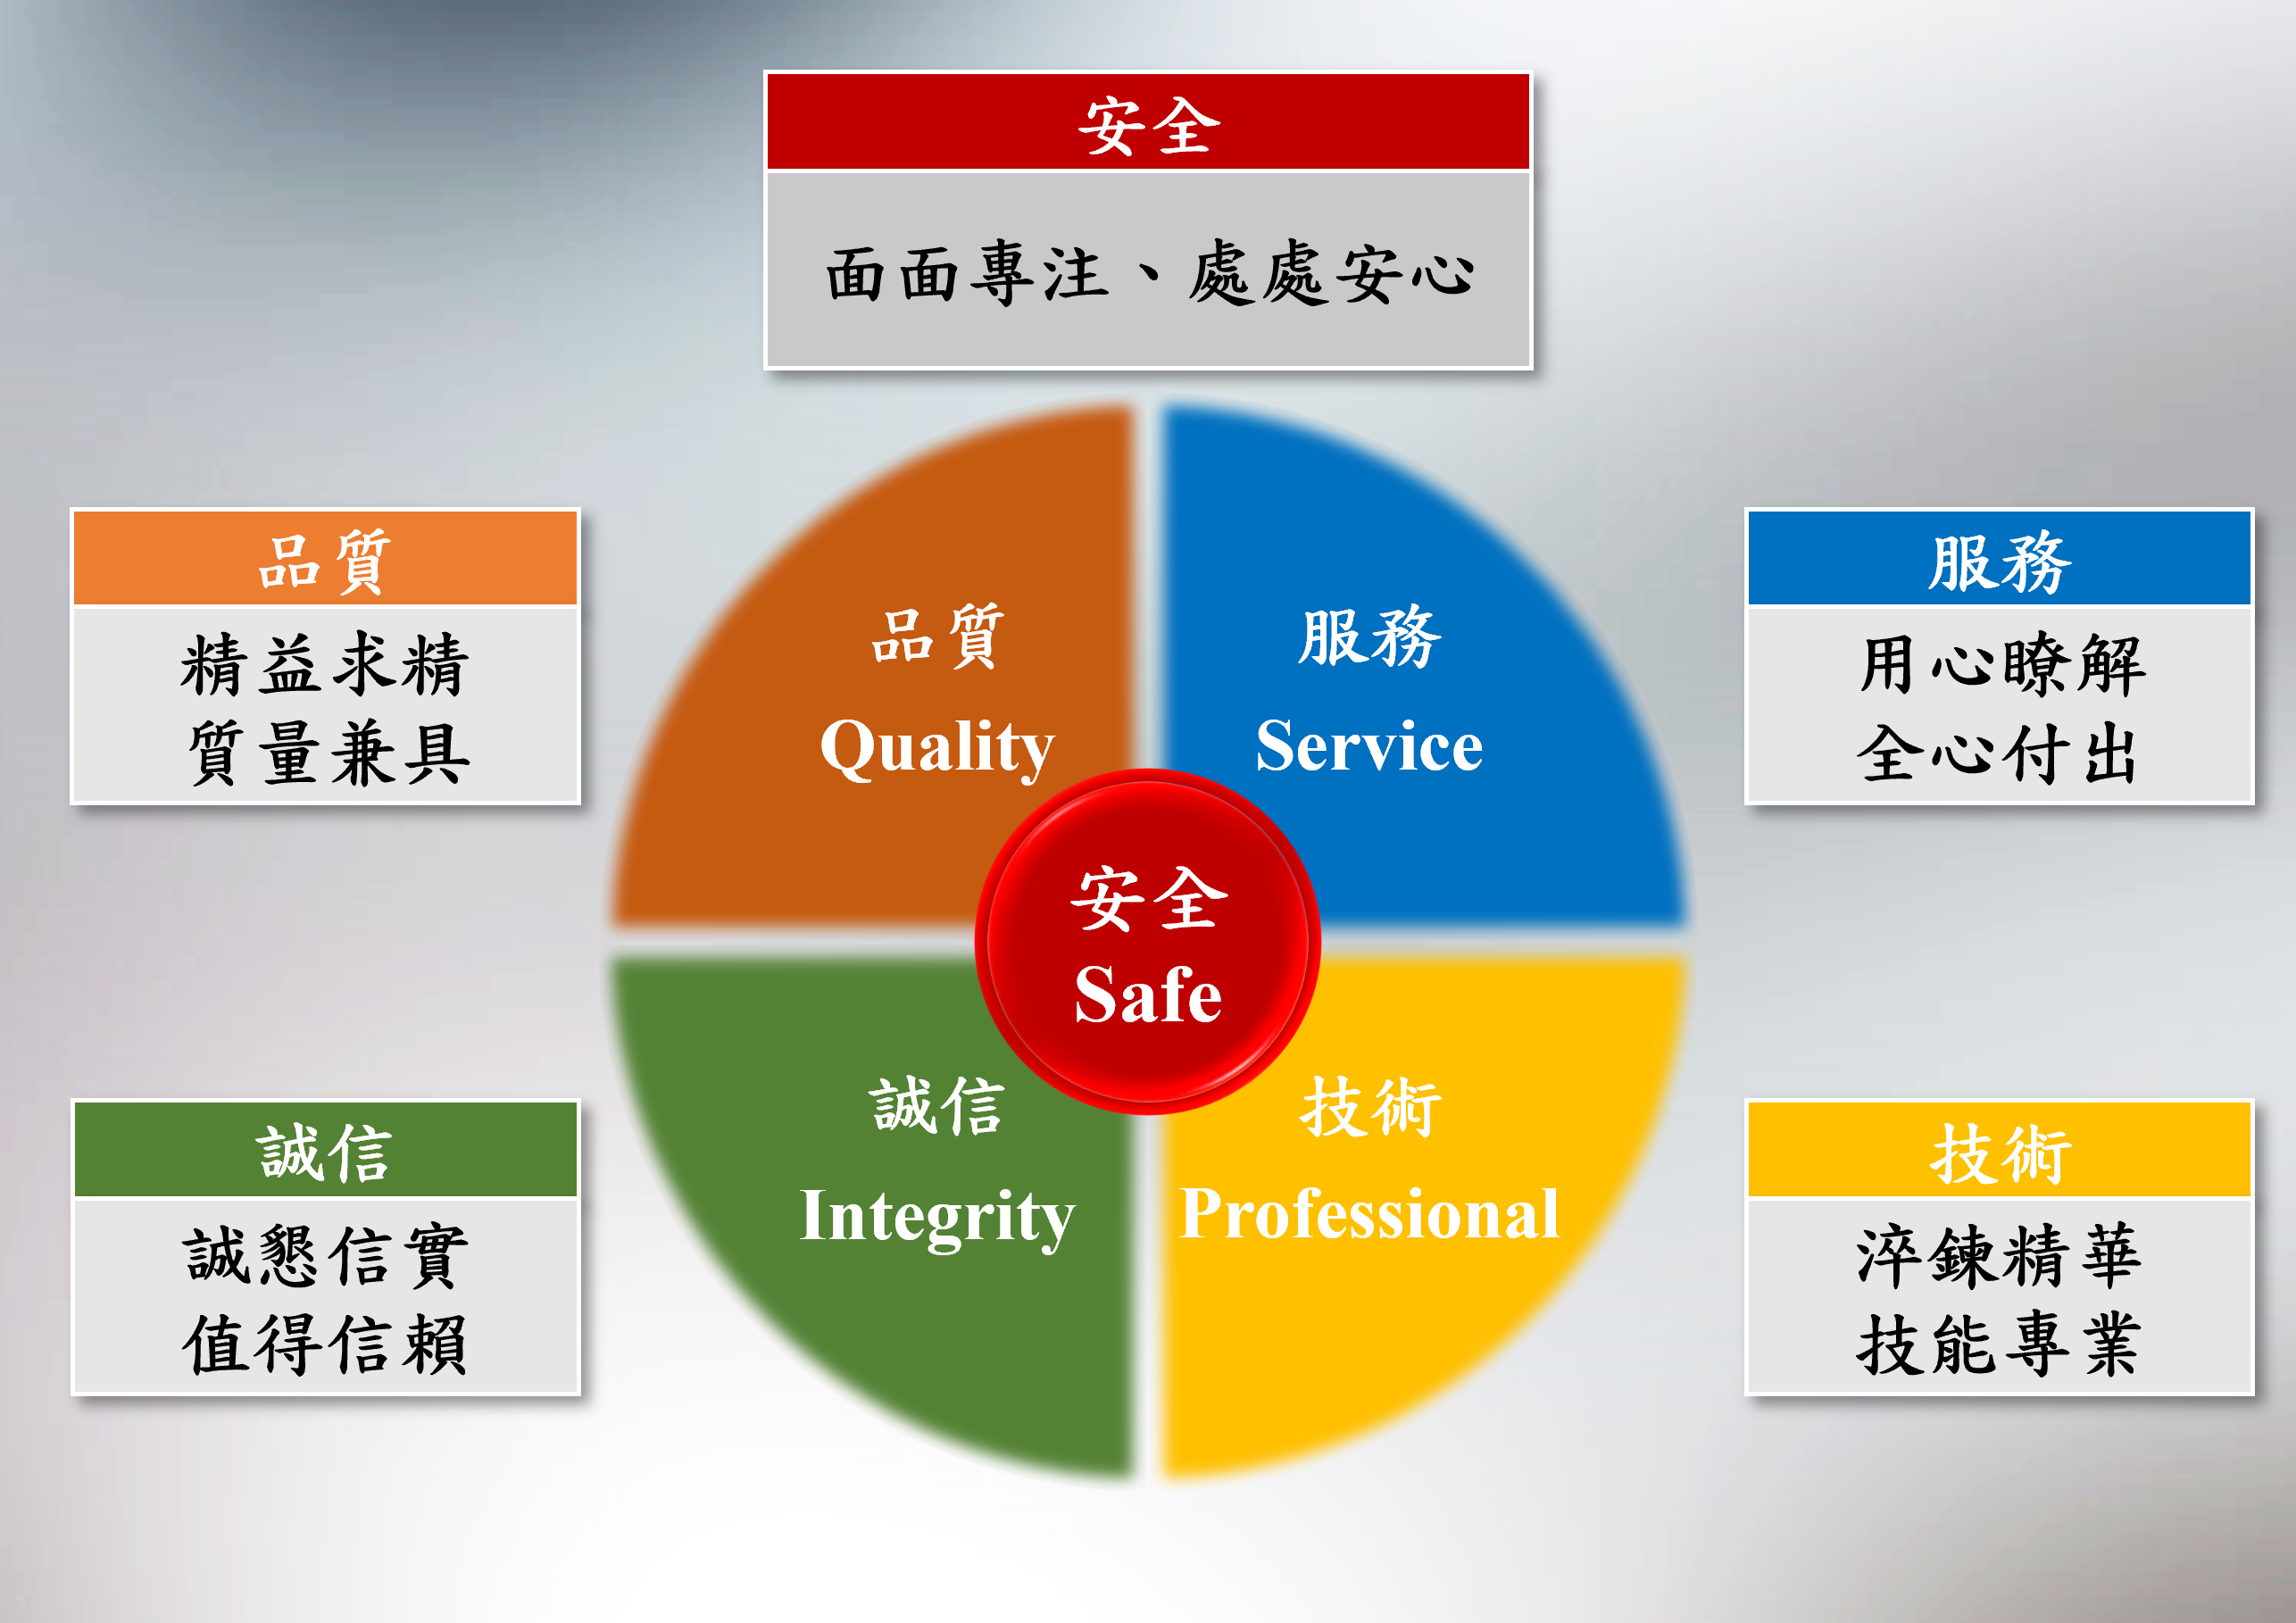 安全
面面專注、處處安心
品質
精益求精
質量兼具
服務
用心瞭解
全心付出
品質
Quality
服務
Service
安全
Safe
誠信
Integrity
技術
Professional
誠信
誠懇信實
值得信賴
技術
淬鍊精華
技能專業